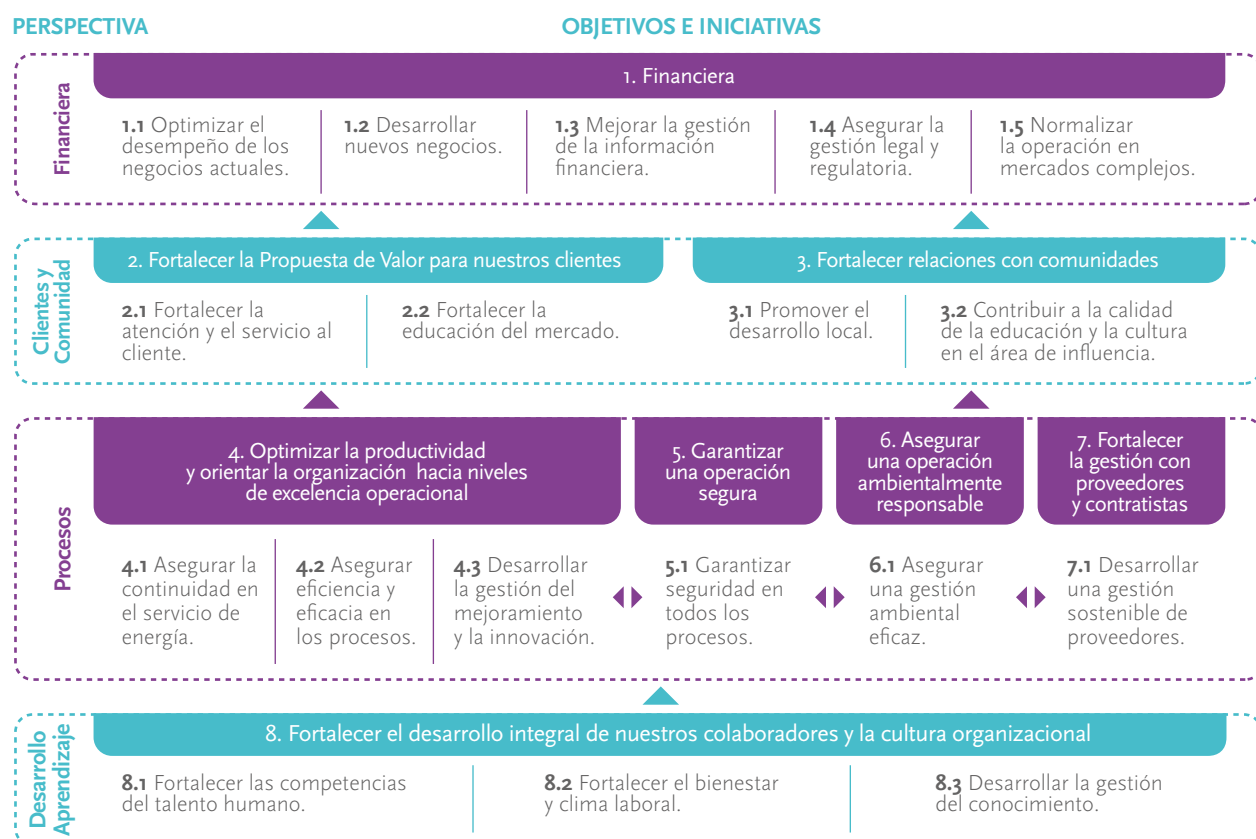 PERSPECTIVA
OBJETIVOS E INICIATIVAS
Financiera
1. Financiera
1.1 Optimizar el
desempeño de los
negocios actuales.
1.2 Desarrollar
nuevos negocios.
1.3 Mejorar la gestión
de la información
financiera.
1.4 Asegurar la
gestión legal y
regulatoria.
1.5 Normalizar
la operación en
mercados complejos.
Clientes y
Comunidad
2. Fortalecer la Propuesta de Valor para nuestros clientes
2.1 Fortalecer la
atención y el servicio al
cliente.
2.2 Fortalecer la
educación del mercado.
3. Fortalecer relaciones con comunidades
3.1 Promover el
desarrollo local.
3.2 Contribuir a la calidad
de la educación y la cultura
en el área de influencia.
Procesos
4. Optimizar la productividad
y orientar la organización hacia niveles
de excelencia operacional
4.1 Asegurar la
continuidad en
el servicio de
energía.
4.2 Asegurar
eficiencia y
eficacia en
los procesos.
4.3 Desarrollar
la gestión del
mejoramiento
y la innovación.
5. Garantizar
una operación
segura
5.1 Garantizar
seguridad en
todos los
procesos.
6. Asegurar
una operación
ambientalmente
responsable
6.1 Asegurar
una gestión
ambiental
eficaz.
7. Fortalecer
la gestión con
proveedores
y contratistas
7.1 Desarrollar
una gestión
sostenible de
proveedores.
Desarrollo
Aprendizaje
8. Fortalecer el desarrollo integral de nuestros colaboradores y la cultura organizacional
8.1 Fortalecer las competencias
del talento humano.
8.2 Fortalecer el bienestar
y clima laboral.
8.3 Desarrollar la gestión
del conocimiento.